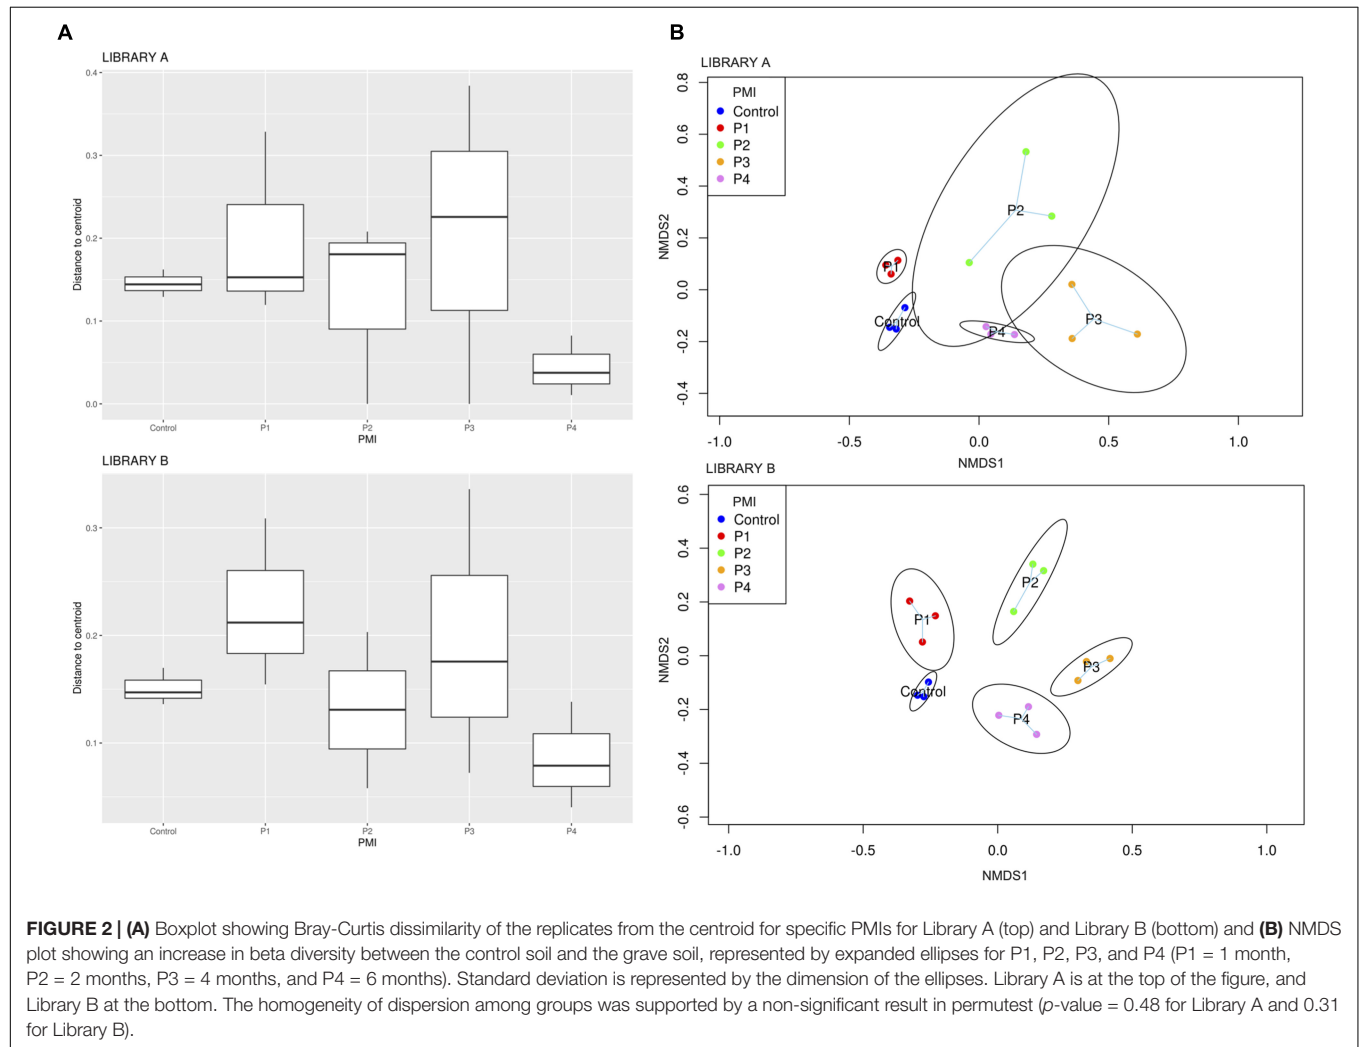 A
LIBRARY A
0.4
0.3
0.2
0.1
0.0
Distance to centroid
Control P1 P2 P3 P4
PMI
LIBRARY B
0.3
0.2
0.1
Distance to centroid
Control P1 P2 P3 P4
PMI
B
LIBRARY A
PMI
Control
P1
P2
P3
P4
0.8
0.6
0.4
0.2
0.0
-0.2
-0.4
NMDS2
P2
P1
Control
P4
P3
-1.0 -0.5 0.0 0.5 1.0
NMDS1
LIBRARY B
PMI
Control
P1
P2
P3
P4
0.6
0.4
0.2
0.0
-0.2
-0.4
-0.6
NMDS2
P2
P1
P3
Control
P4
-1.0 -0.5 0.0 0.5 1.0
NMDS1
FIGURE 2 | (A) Boxplot showing Bray-Curtis dissimilarity of the replicates from the centroid for specific PMIs for Library A (top) and Library B (bottom) and (B) NMDS
plot showing an increase in beta diversity between the control soil and the grave soil, represented by expanded ellipses for P1, P2, P3, and P4 (P1 = 1 month,
P2 = 2 months, P3 = 4 months, and P4 = 6 months). Standard deviation is represented by the dimension of the ellipses. Library A is at the top of the figure, and
Library B at the bottom. The homogeneity of dispersion among groups was supported by a non-significant result in permutest (p-value = 0.48 for Library A and 0.31
for Library B).